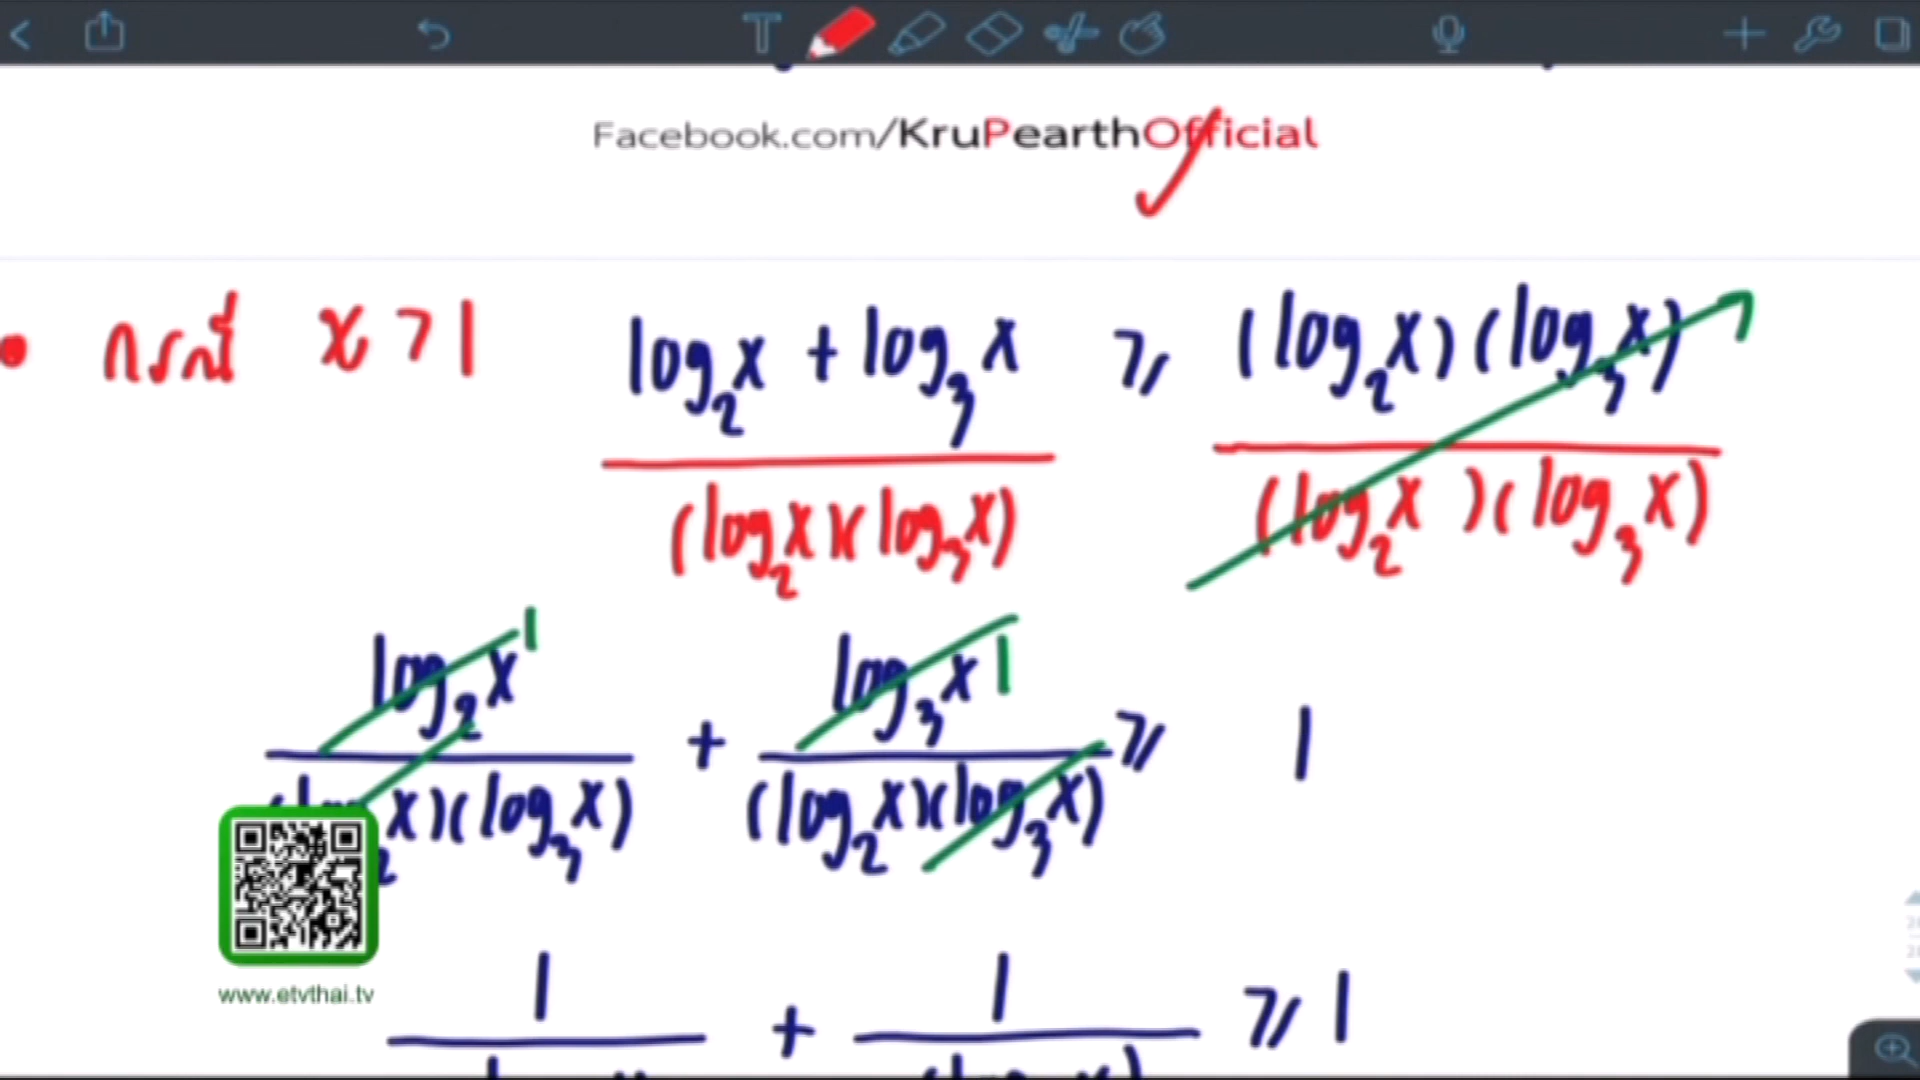 T
Facebook.com/KruPearthOfficial
• กรณี x > 1 log₂x + log₃x ≥ (log₂x)(log₃x)
(log₂x)(log₃x) (log₂x)(log₃x)
log₂x 1 + log₃x 1 ≥ 1
x)(log₃x) (log₂x)(log₃x)
1 + 1 ≥ 1
www.etvthai.tv